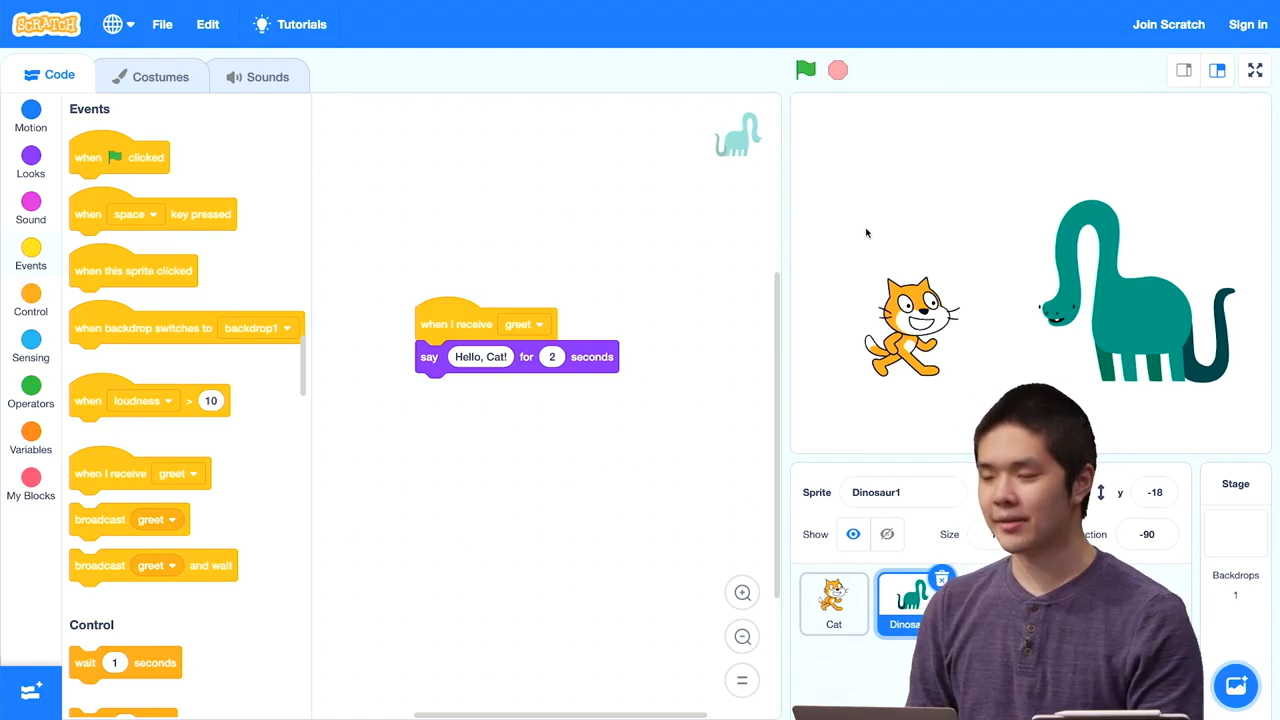 SCRATCH
File
Edit
Tutorials
Join Scratch
Sign in
Code
Costumes
Sounds
Motion
Looks
Sound
Events
Control
Sensing
Operators
Variables
My Blocks
Events
when clicked
when space key pressed
when this sprite clicked
when backdrop switches to backdrop1
when loudness > 10
when I receive greet
broadcast greet
broadcast greet and wait
Control
wait 1 seconds
when I receive greet
say Hello, Cat! for 2 seconds
Sprite Dinosaur1
y -18
Show
Size
-90
Cat
Stage
Backdrops
1